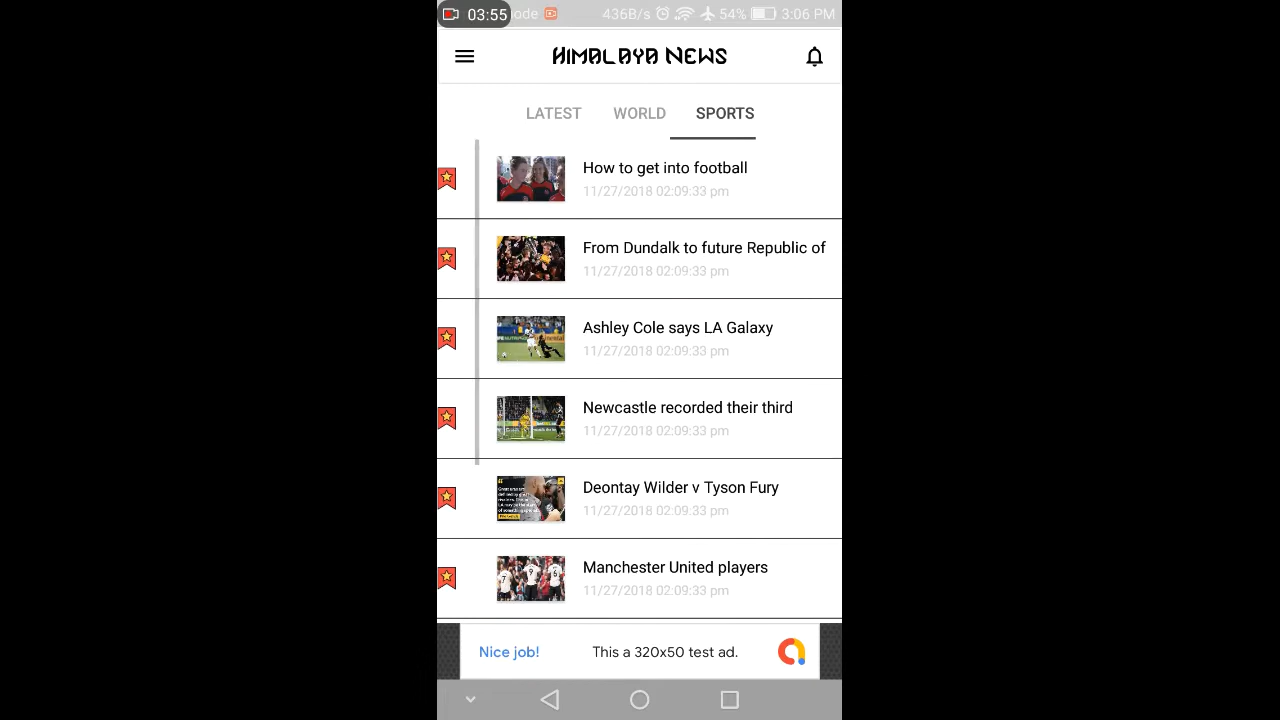 03:55 ode 436B/s 54% 3:06 PM
HIMALAYA NEWS
LATEST WORLD SPORTS
How to get into football
11/27/2018 02:09:33 pm
From Dundalk to future Republic of
11/27/2018 02:09:33 pm
Ashley Cole says LA Galaxy
11/27/2018 02:09:33 pm
Newcastle recorded their third
11/27/2018 02:09:33 pm
Deontay Wilder v Tyson Fury
11/27/2018 02:09:33 pm
Manchester United players
11/27/2018 02:09:33 pm
Nice job! This a 320x50 test ad.